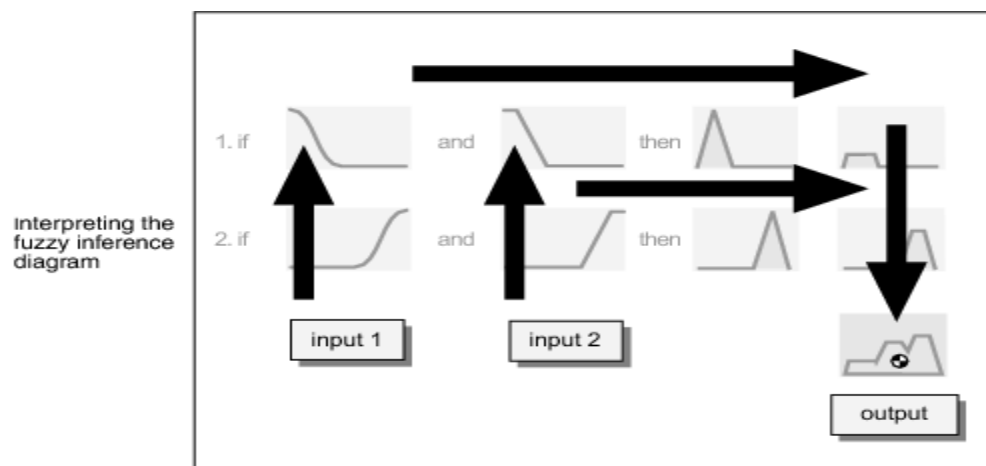 1. if and then
Interpreting the
fuzzy inference
diagram
2. if and then
input 1 input 2
output